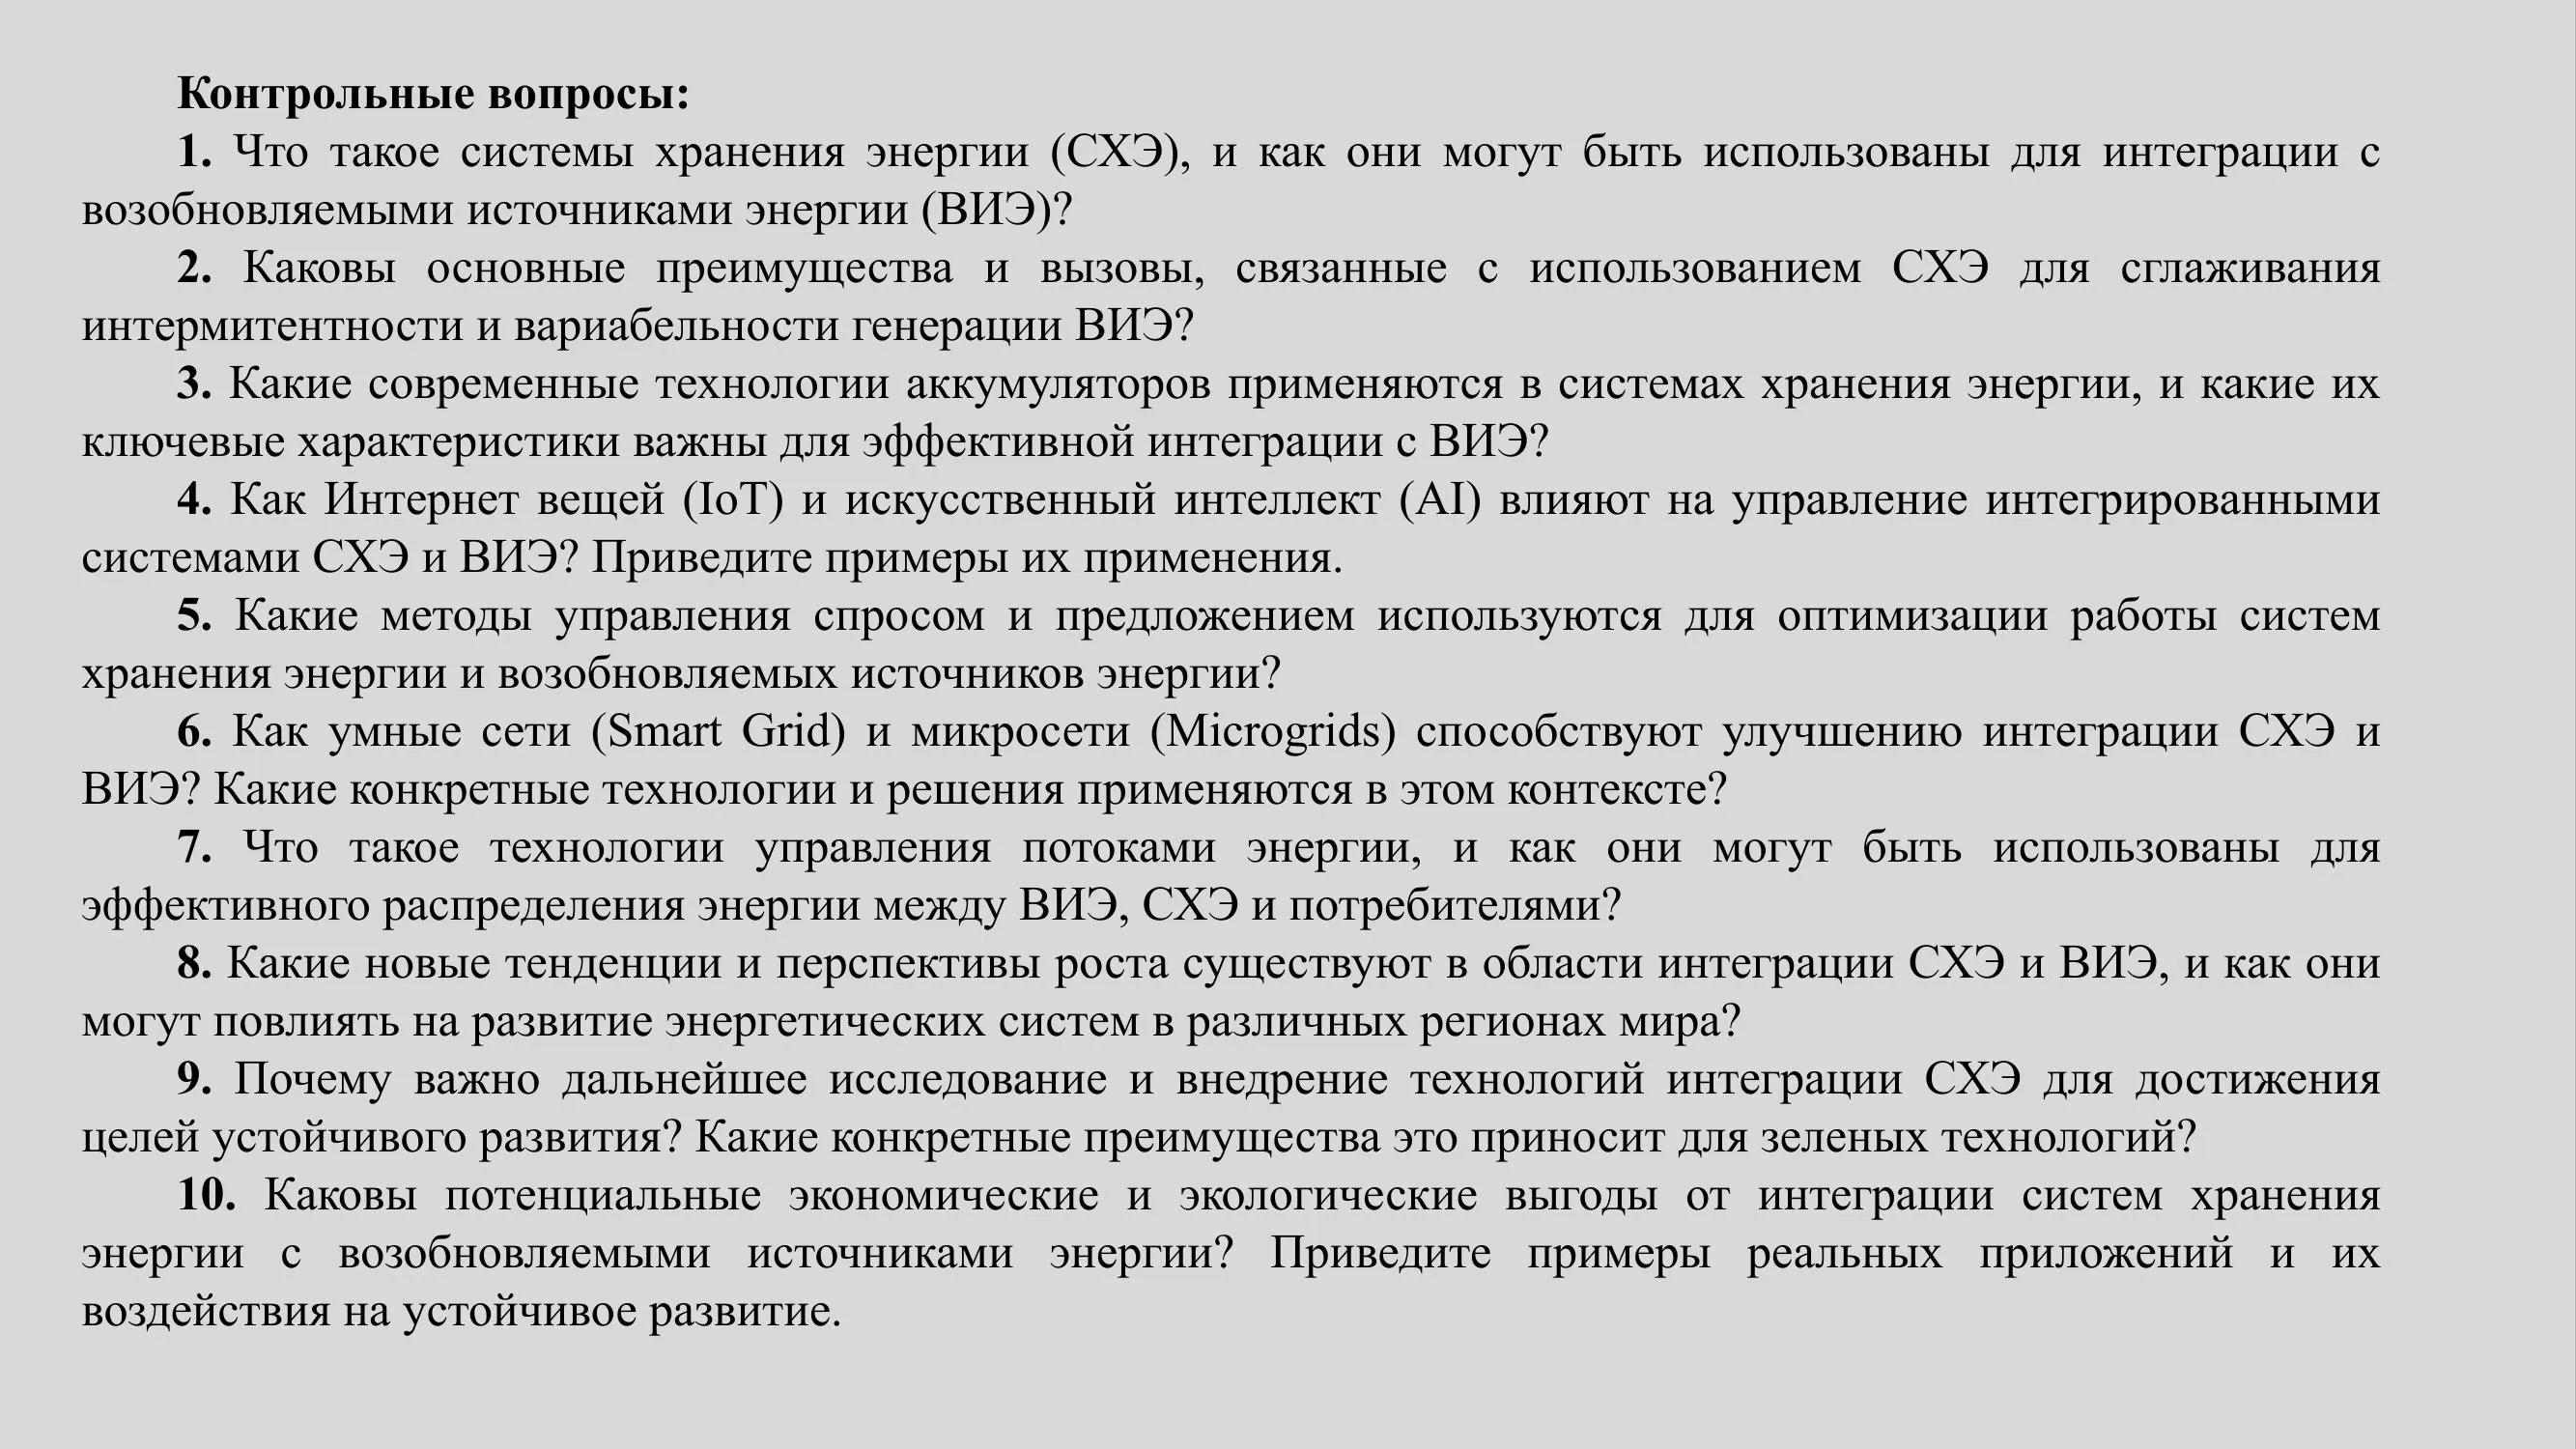 Контрольные вопросы:
1. Что такое системы хранения энергии (СХЭ), и как они могут быть использованы для интеграции с
возобновляемыми источниками энергии (ВИЭ)?
2. Каковы основные преимущества и вызовы, связанные с использованием СХЭ для сглаживания
интермитентности и вариабельности генерации ВИЭ?
3. Какие современные технологии аккумуляторов применяются в системах хранения энергии, и какие их
ключевые характеристики важны для эффективной интеграции с ВИЭ?
4. Как Интернет вещей (IoT) и искусственный интеллект (AI) влияют на управление интегрированными
системами СХЭ и ВИЭ? Приведите примеры их применения.
5. Какие методы управления спросом и предложением используются для оптимизации работы систем
хранения энергии и возобновляемых источников энергии?
6. Как умные сети (Smart Grid) и микросети (Microgrids) способствуют улучшению интеграции СХЭ и
ВИЭ? Какие конкретные технологии и решения применяются в этом контексте?
7. Что такое технологии управления потоками энергии, и как они могут быть использованы для
эффективного распределения энергии между ВИЭ, СХЭ и потребителями?
8. Какие новые тенденции и перспективы роста существуют в области интеграции СХЭ и ВИЭ, и как они
могут повлиять на развитие энергетических систем в различных регионах мира?
9. Почему важно дальнейшее исследование и внедрение технологий интеграции СХЭ для достижения
целей устойчивого развития? Какие конкретные преимущества это приносит для зеленых технологий?
10. Каковы потенциальные экономические и экологические выгоды от интеграции систем хранения
энергии с возобновляемыми источниками энергии? Приведите примеры реальных приложений и их
воздействия на устойчивое развитие.